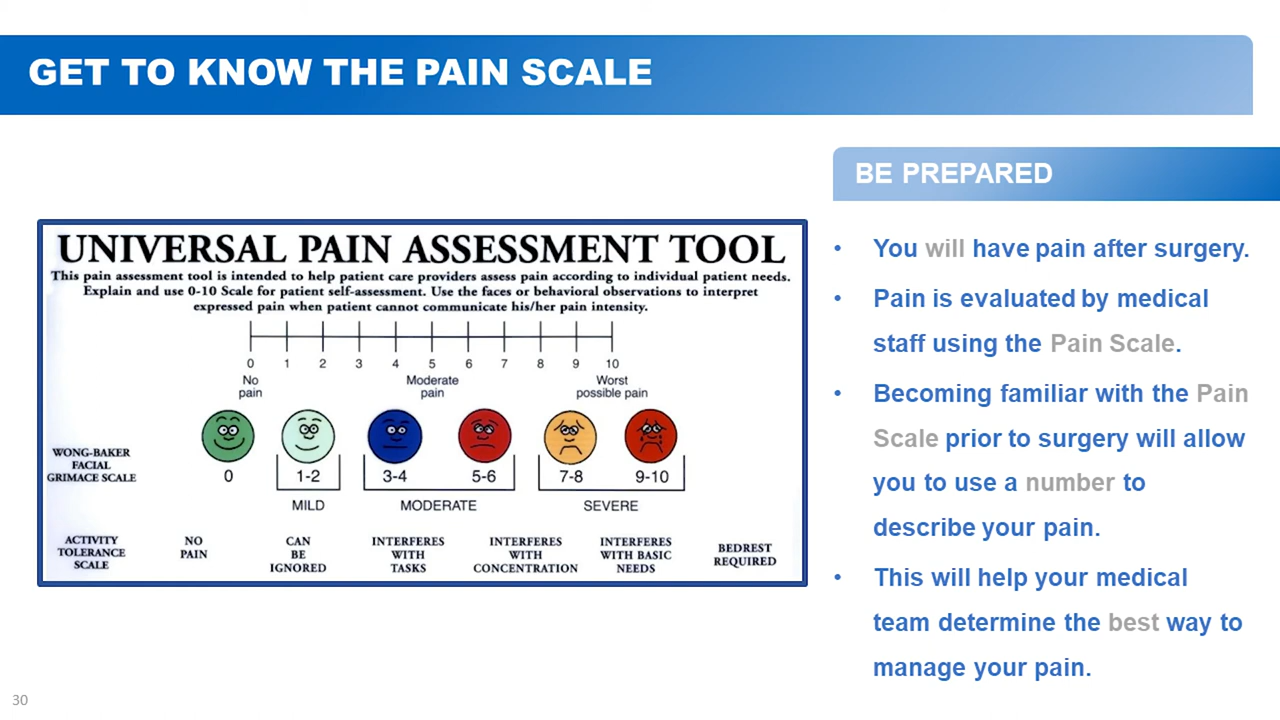 GET TO KNOW THE PAIN SCALE
UNIVERSAL PAIN ASSESSMENT TOOL
This pain assessment tool is intended to help patient care providers assess pain according to individual patient needs.
Explain and use 0-10 Scale for patient self-assessment. Use the faces or behavioral observations to interpret
expressed pain when patient cannot communicate his/her pain intensity.
0 1 2 3 4 5 6 7 8 9 10
No Moderate Worst
pain pain possible pain
WONG-BAKER
FACIAL
GRIMACE SCALE
0 1-2 3-4 5-6 7-8 9-10
MILD MODERATE SEVERE
ACTIVITY
TOLERANCE
SCALE
NO
PAIN
CAN
BE
IGNORED
INTERFERES
WITH
TASKS
INTERFERES
WITH
CONCENTRATION
INTERFERES
WITH BASIC
NEEDS
BEDREST
REQUIRED
BE PREPARED
• You will have pain after surgery.
• Pain is evaluated by medical
staff using the Pain Scale.
• Becoming familiar with the Pain
Scale prior to surgery will allow
you to use a number to
describe your pain.
• This will help your medical
team determine the best way to
manage your pain.
30